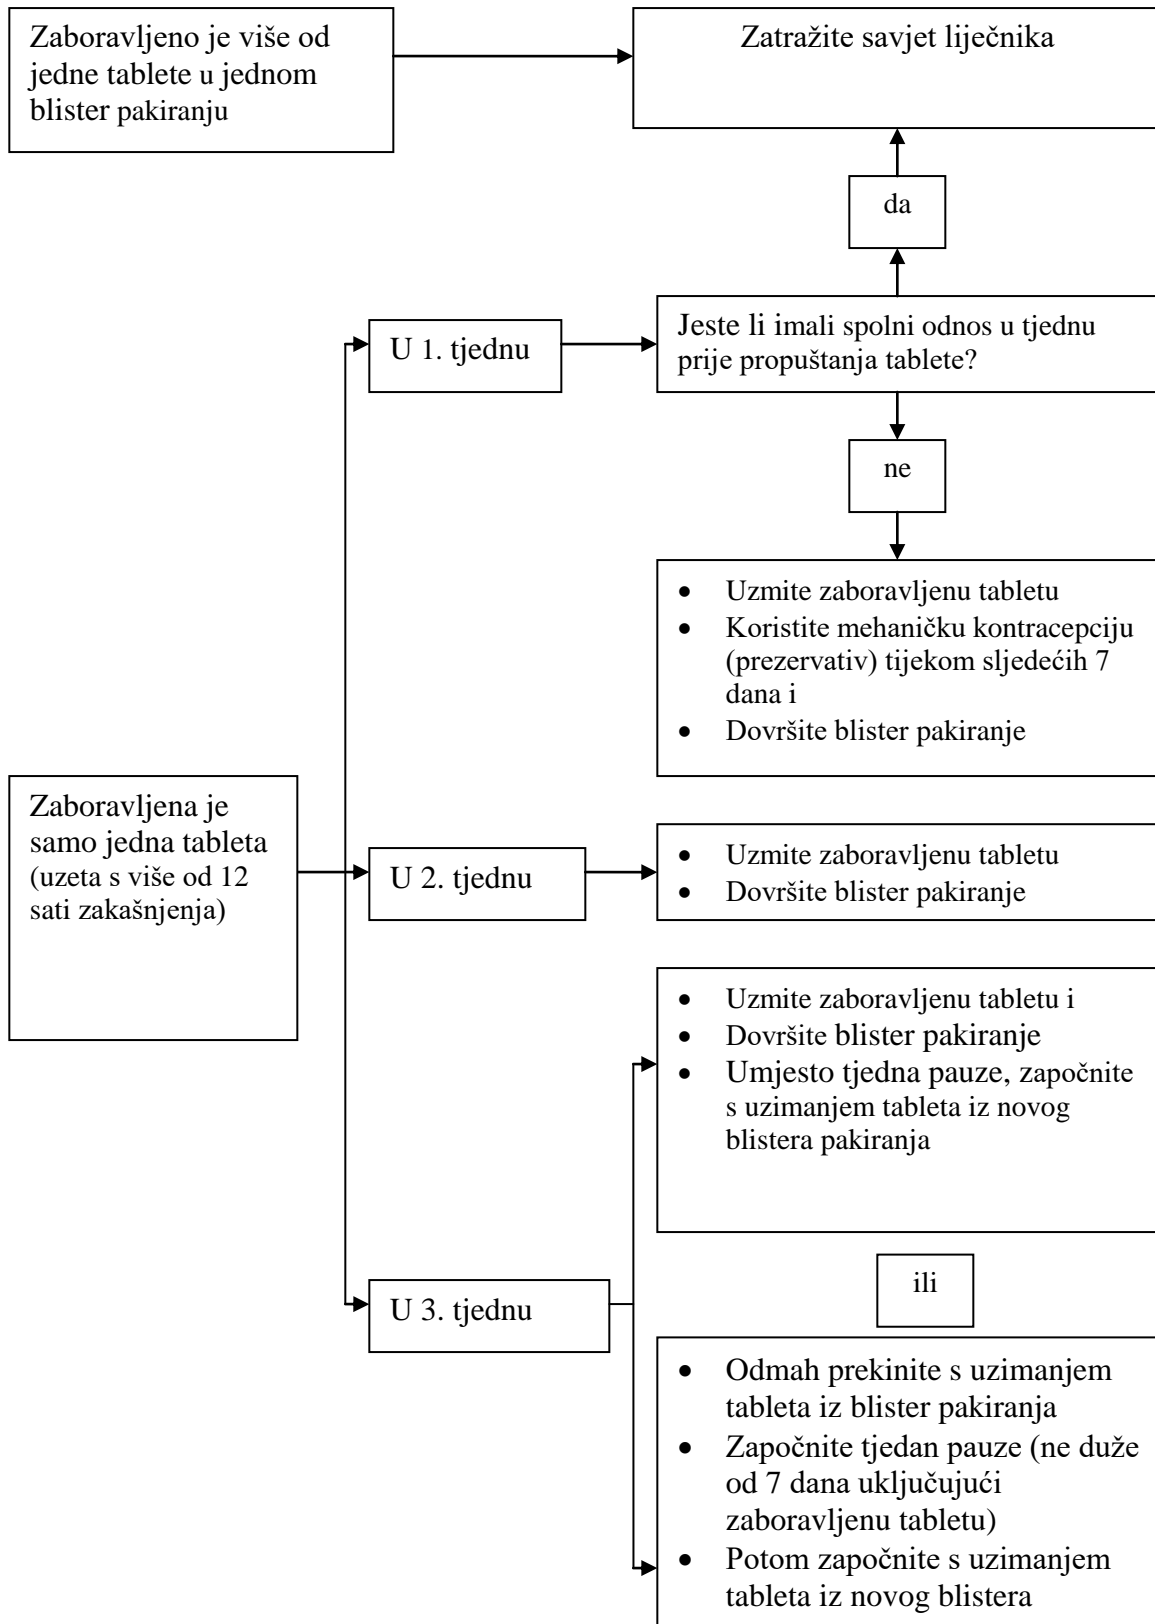 Zaboravljeno je više od
jedne tablete u jednom
blister pakiranju
Zatražite savjet liječnika
da
U 1. tjednu
Jeste li imali spolni odnos u tjednu
prije propuštanja tablete?
ne
• Uzmite zaboravljenu tabletu
• Koristite mehaničku kontracepciju
(prezervativ) tijekom sljedećih 7
dana i
• Dovršite blister pakiranje
Zaboravljena je
samo jedna tableta
(uzeta s više od 12
sati zakašnjenja)
U 2. tjednu
• Uzmite zaboravljenu tabletu
• Dovršite blister pakiranje
• Uzmite zaboravljenu tabletu i
• Dovršite blister pakiranje
• Umjesto tjedna pauze, započnite
s uzimanjem tableta iz novog
blistera pakiranja
ili
U 3. tjednu
• Odmah prekinite s uzimanjem
tableta iz blister pakiranja
• Započnite tjedan pauze (ne duže
od 7 dana uključujući
zaboravljenu tabletu)
• Potom započnite s uzimanjem
tableta iz novog blistera